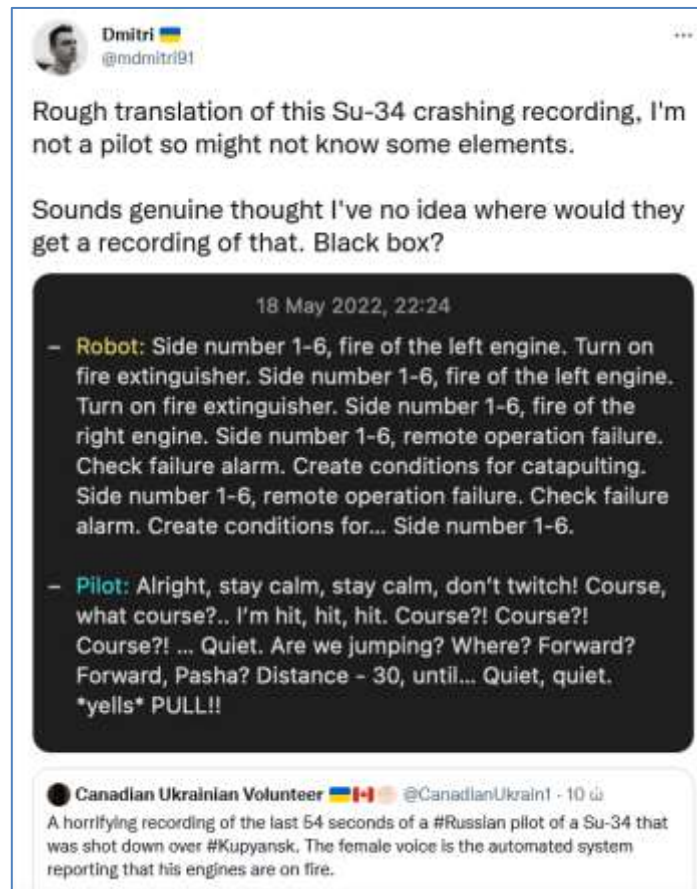 Dmitri 🇺🇦
@mdmitri91
Rough translation of this Su-34 crashing recording, I'm
not a pilot so might not know some elements.
Sounds genuine thought I've no idea where would they
get a recording of that. Black box?
18 May 2022, 22:24
– Robot: Side number 1-6, fire of the left engine. Turn on
fire extinguisher. Side number 1-6, fire of the left engine.
Turn on fire extinguisher. Side number 1-6, fire of the
right engine. Side number 1-6, remote operation failure.
Check failure alarm. Create conditions for catapulting.
Side number 1-6, remote operation failure. Check failure
alarm. Create conditions for... Side number 1-6.
– Pilot: Alright, stay calm, stay calm, don't twitch! Course,
what course?.. I'm hit, hit, hit. Course?! Course?!
Course?! ... Quiet. Are we jumping? Where? Forward?
Forward, Pasha? Distance - 30, until... Quiet, quiet.
*yells* PULL!!
Canadian Ukrainian Volunteer 🇺🇦🇨🇦 @CanadianUkrain1 · 10 ώ
A horrifying recording of the last 54 seconds of a #Russian pilot of a Su-34 that
was shot down over #Kupyansk. The female voice is the automated system
reporting that his engines are on fire.